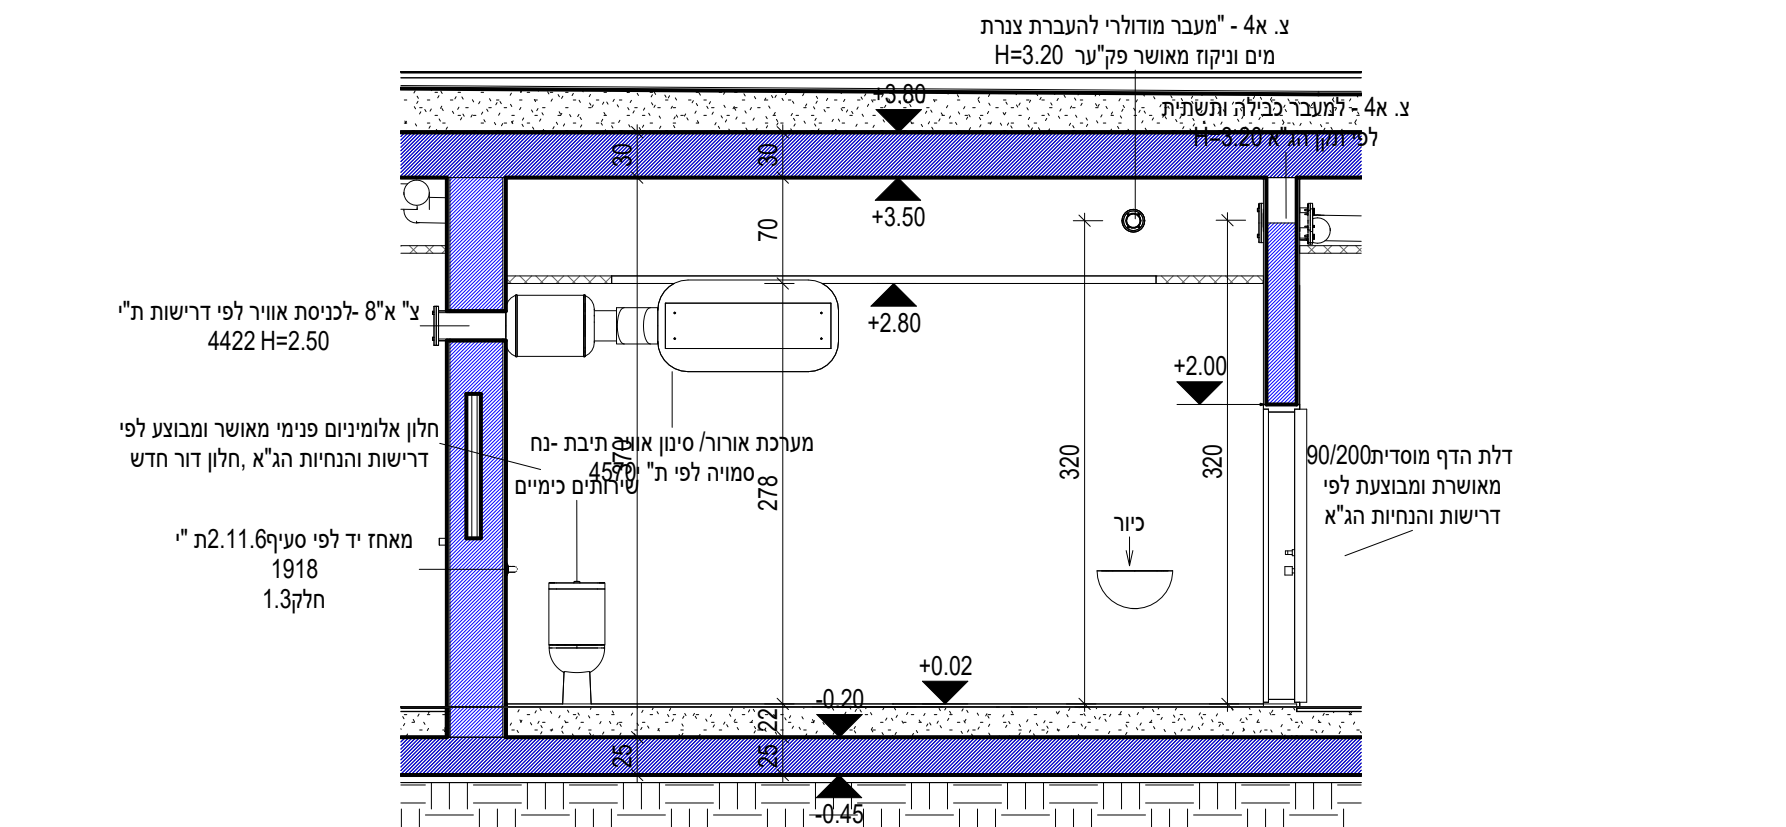 צ. א4 - "מעבר מודולרי להעברת צנרת
מים וניקוז מאושר פק"ער H=3.20
+3.80
צ. א4 - למעבר כבילה ותשתית
לפי תקן הג"א H=3.20
30
30
+3.50
70
צ" א"8 -לכניסת אוויר לפי דרישות ת"י
4422 H=2.50
+2.80
+2.00
חלון אלומיניום פנימי מאושר ומבוצע לפי
דרישות והנחיות הג"א ,חלון דור חדש
מערכת אורור/ סינון אוויר תיבת -נח
סמויה לפי ת"י
4570
370
שירותים כימיים
278
320
320
דלת הדף מוסדית90/200
מאושרת ומבוצעת לפי
דרישות והנחיות הג"א
כיור
מאחז יד לפי סעיף2.11.6ת "י
1918
חלק1.3
+0.02
-0.20
22
25
25
-0.45